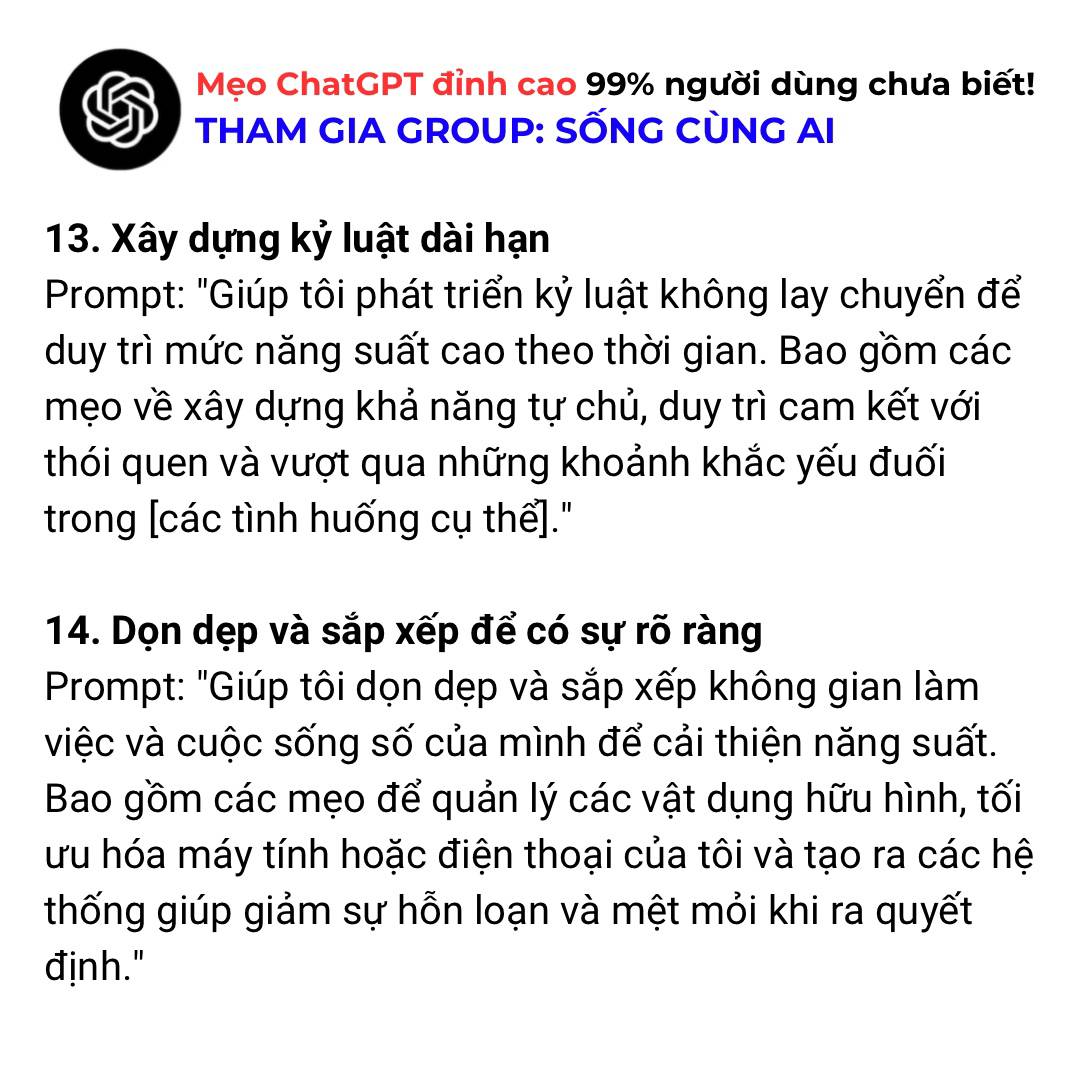 Mẹo ChatGPT đỉnh cao 99% người dùng chưa biết!
THAM GIA GROUP: SỐNG CÙNG AI
13. Xây dựng kỷ luật dài hạn
Prompt: "Giúp tôi phát triển kỷ luật không lay chuyển để
duy trì mức năng suất cao theo thời gian. Bao gồm các
mẹo về xây dựng khả năng tự chủ, duy trì cam kết với
thói quen và vượt qua những khoảnh khắc yếu đuối
trong [các tình huống cụ thể]."
14. Dọn dẹp và sắp xếp để có sự rõ ràng
Prompt: "Giúp tôi dọn dẹp và sắp xếp không gian làm
việc và cuộc sống số của mình để cải thiện năng suất.
Bao gồm các mẹo để quản lý các vật dụng hữu hình, tối
ưu hóa máy tính hoặc điện thoại của tôi và tạo ra các hệ
thống giúp giảm sự hỗn loạn và mệt mỏi khi ra quyết
định."